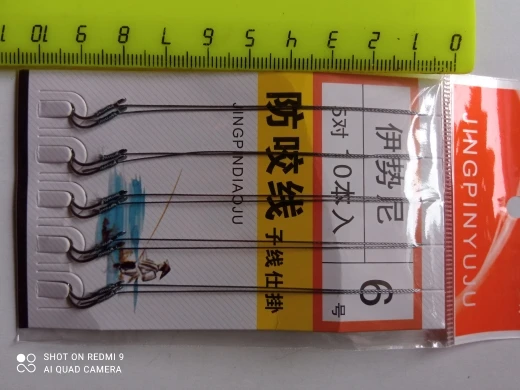 0 1 2 3 4 5 6 7 8 9 10
JINGPINYUJU
伊势尼
6号
5对 10本入
防咬线 子线仕掛
JINGPINDIAOJU
SHOT ON REDMI 9
AI QUAD CAMERA